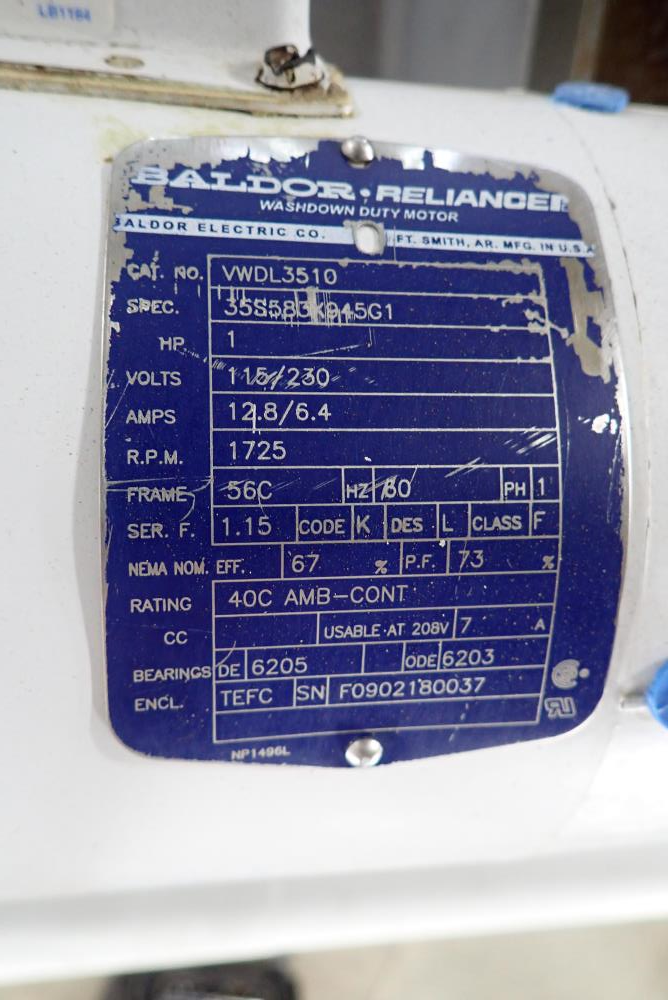 LB1184
BALDOR • RELIANCER
WASHDOWN DUTY MOTOR
BALDOR ELECTRIC CO. FT. SMITH, AR. MFG. IN U.S.A.
CAT. NO. VWDL3510
SPEC. 35S583K945G1
HP 1
VOLTS 115/230
AMPS 12.8/6.4
R.P.M. 1725
FRAME 56C HZ 60 PH 1
SER. F. 1.15 CODE K DES L CLASS F
NEMA NOM. EFF. 67 % P.F. 73 %
RATING 40C AMB-CONT
CC USABLE AT 208V 7 A
BEARINGS DE 6205 ODE 6203
ENCL. TEFC SN F0902180037
NP1496L